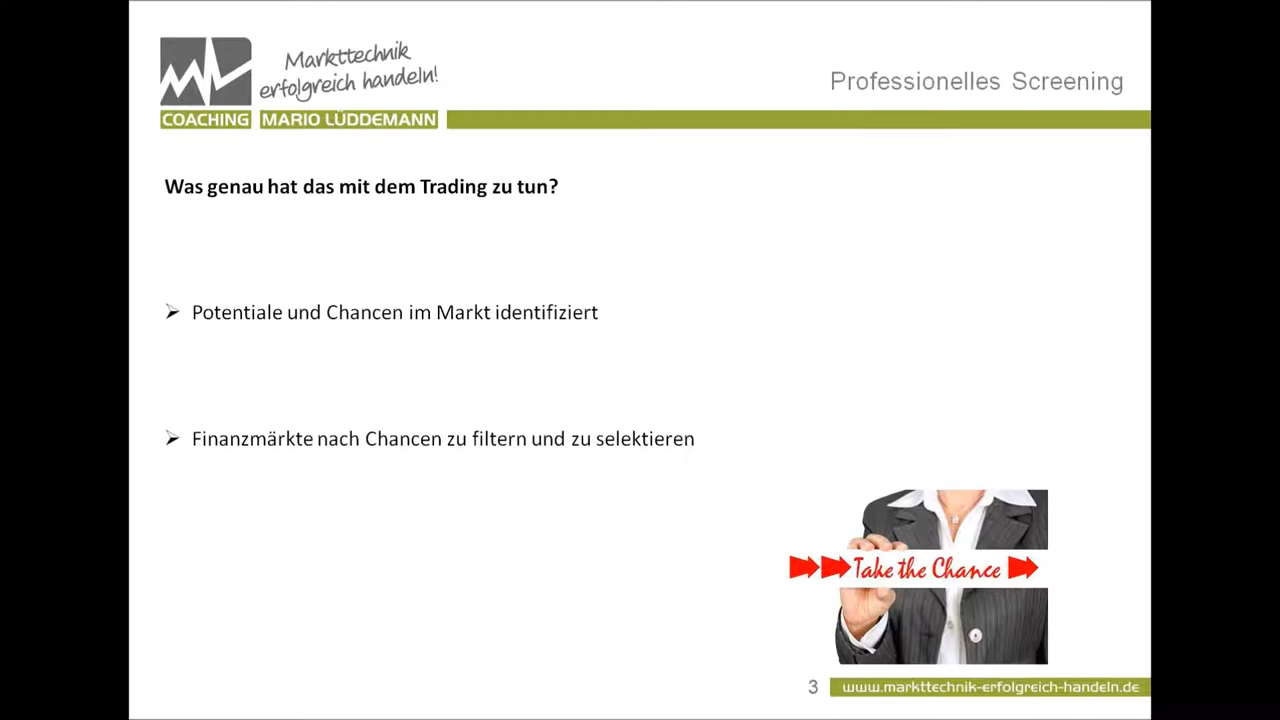 Markttechnik
erfolgreich handeln!
COACHING MARIO LÜDDEMANN
Professionelles Screening
Was genau hat das mit dem Trading zu tun?
Potentiale und Chancen im Markt identifiziert
Finanzmärkte nach Chancen zu filtern und zu selektieren
Take the Chance
3
www.markttechnik-erfolgreich-handeln.de